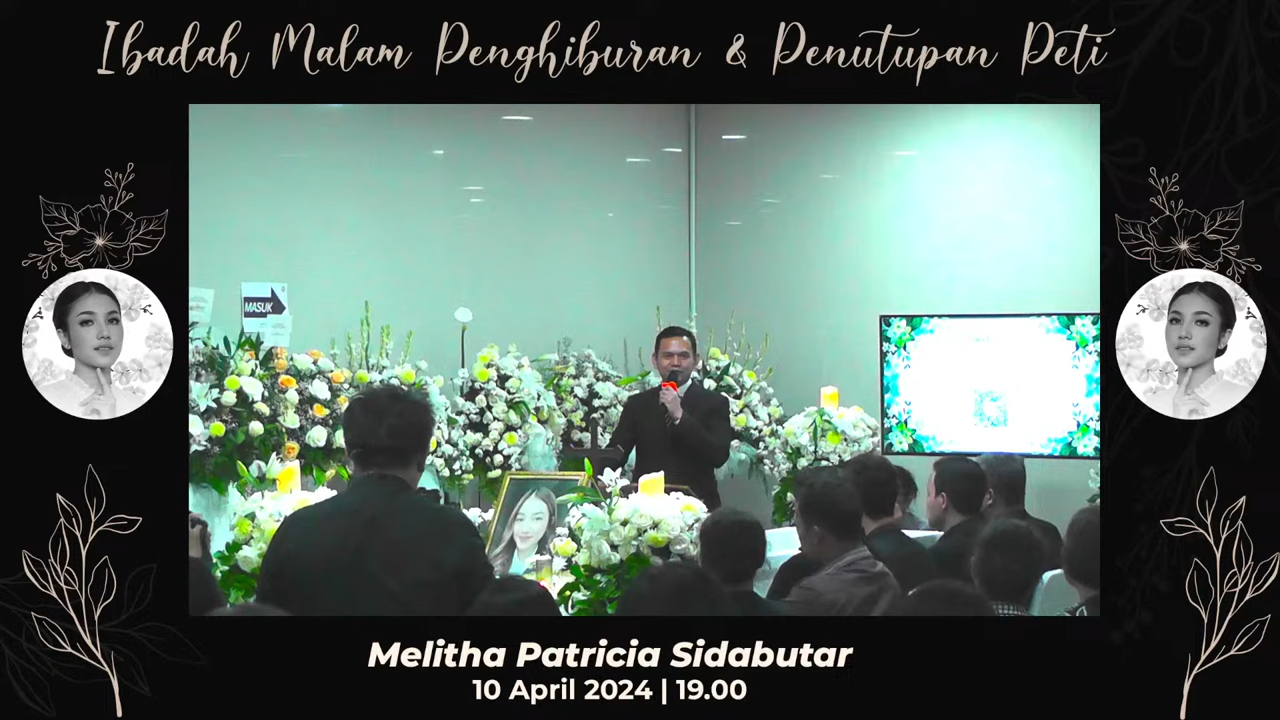 Ibadah Malam Penghiburan & Penutupan Peti
MASUK
Melitha Patricia Sidabutar
10 April 2024 | 19.00